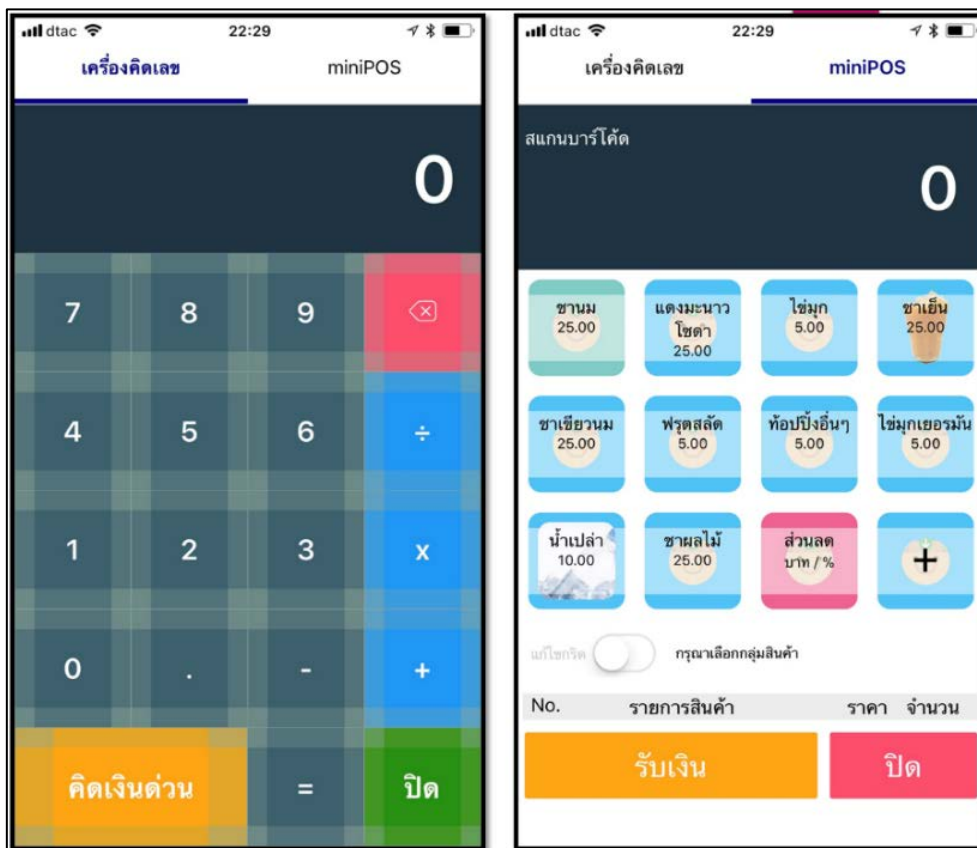 dtac 22:29
เครื่องคิดเลข miniPOS
0
7 8 9
4 5 6 ÷
1 2 3 x
0 . - +
คิดเงินด่วน = ปิด
dtac 22:29
เครื่องคิดเลข miniPOS
สแกนบาร์โค้ด
0
ชานม
25.00
แดงมะนาว
โซดา
25.00
ไข่มุก
5.00
ชาเย็น
25.00
ชาเขียวนม
25.00
ฟรุตสลัด
5.00
ท้อปปิ้งอื่นๆ
5.00
ไข่มุกเยอรมัน
5.00
น้ำเปล่า
10.00
ชาผลไม้
25.00
ส่วนลด
บาท / %
+
แก้ไขกริด กรุณาเลือกกลุ่มสินค้า
No. รายการสินค้า ราคา จำนวน
รับเงิน ปิด